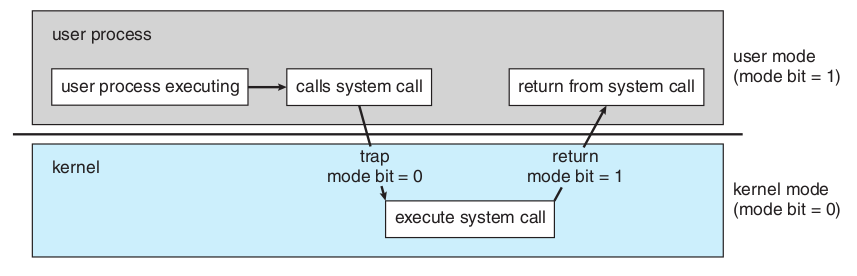 user process
user process executing
calls system call
return from system call
user mode
(mode bit = 1)
trap
mode bit = 0
return
mode bit = 1
kernel
execute system call
kernel mode
(mode bit = 0)